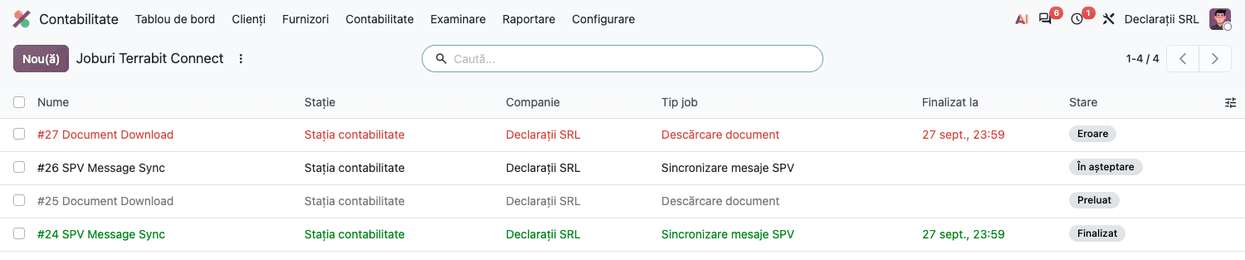 Contabilitate Tablou de bord Clienți Furnizori Contabilitate Examinare Raportare Configurare AI 6 1 Declarații SRL
Nou(ă) Joburi Terrabit Connect Caută... 1-4 / 4
Nume Stație Companie Tip job Finalizat la Stare
#27 Document Download Stația contabilitate Declarații SRL Descărcare document 27 sept., 23:59 Eroare
#26 SPV Message Sync Stația contabilitate Declarații SRL Sincronizare mesaje SPV În așteptare
#25 Document Download Stația contabilitate Declarații SRL Descărcare document Preluat
#24 SPV Message Sync Stația contabilitate Declarații SRL Sincronizare mesaje SPV 27 sept., 23:59 Finalizat